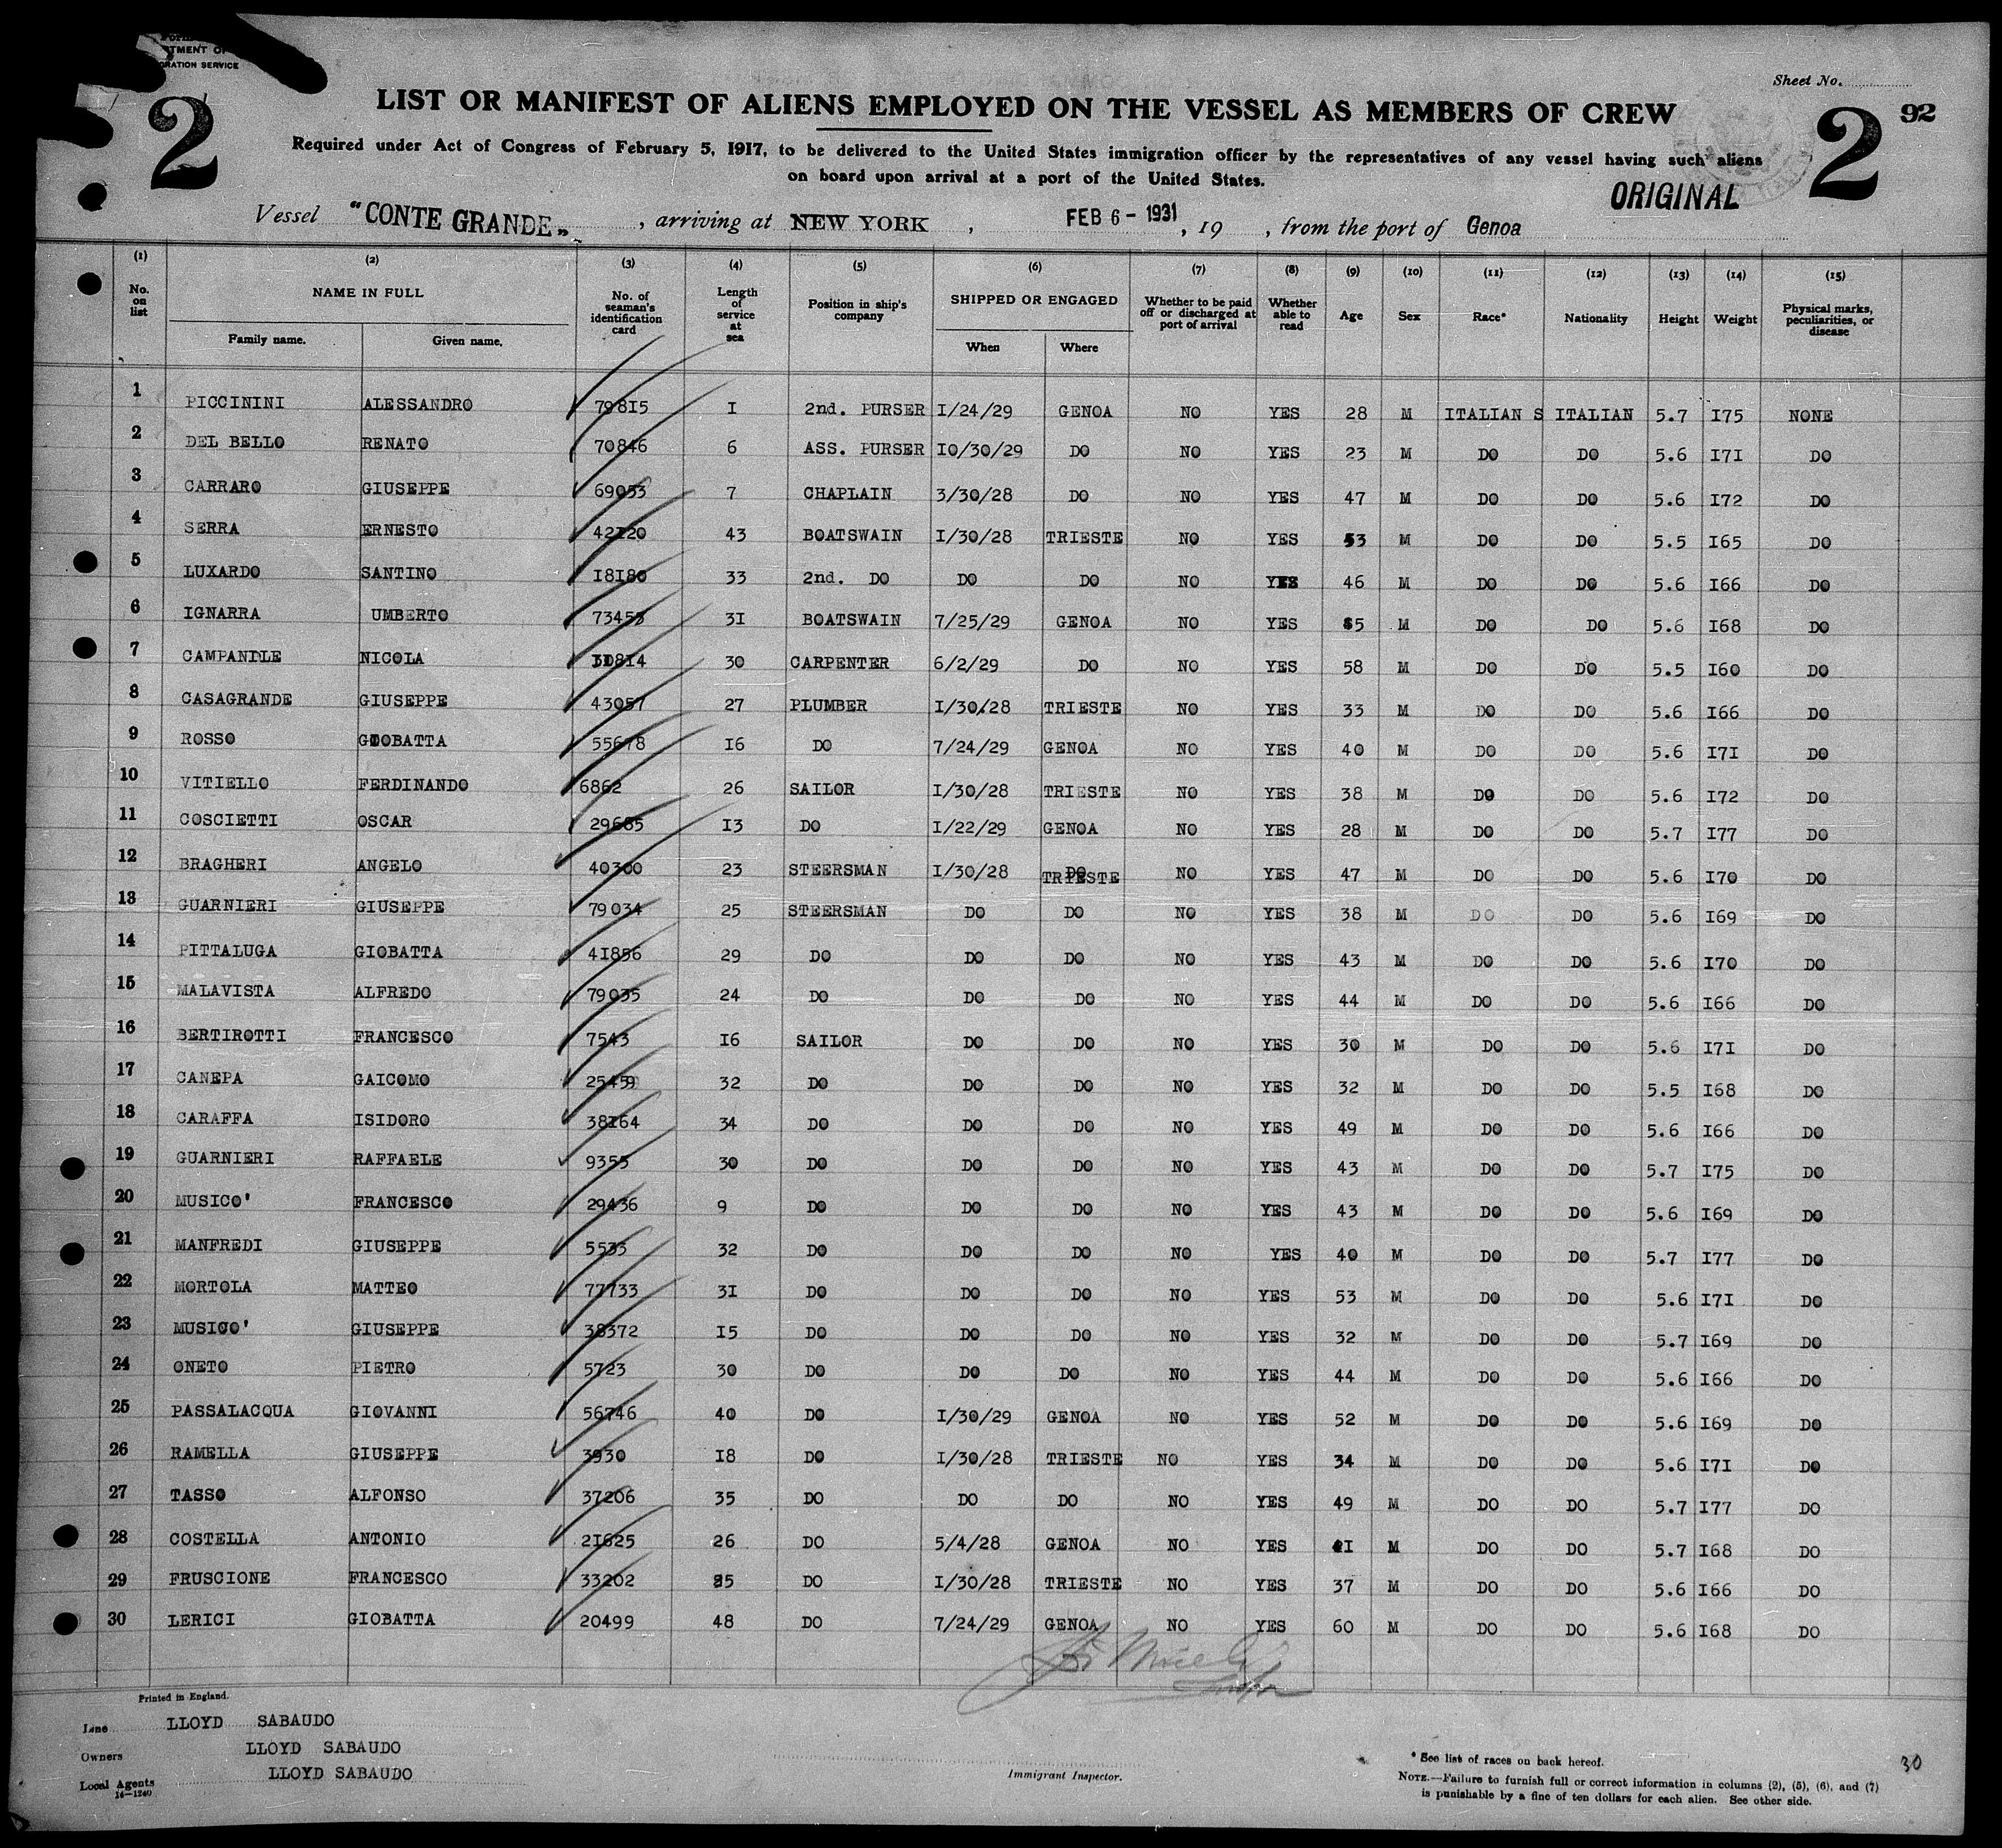 TMENT OF
RATION SERVICE
Sheet No.
2
LIST OR MANIFEST OF ALIENS EMPLOYED ON THE VESSEL AS MEMBERS OF CREW
2
92
Required under Act of Congress of February 5, 1917, to be delivered to the United States immigration officer by the representatives of any vessel having such aliens
on board upon arrival at a port of the United States.
ORIGINAL
Vessel "CONTE GRANDE„ , arriving at NEW YORK , FEB 6 - 1931 , 19 , from the port of Genoa
(1) (2) (3) (4) (5) (6) (7) (8) (9) (10) (11) (12) (13) (14) (15)
No. on list NAME IN FULL Family name. Given name. No. of seaman's identification card Length of service at sea Position in ship's company SHIPPED OR ENGAGED When Where Whether to be paid off or discharged at port of arrival Whether able to read Age Sex Race* Nationality Height Weight Physical marks, peculiarities, or disease
1 PICCININI ALESSANDRO 79815 I 2nd. PURSER I/24/29 GENOA NO YES 28 M ITALIAN S ITALIAN 5.7 I75 NONE
2 DEL BELLO RENATO 70846 6 ASS. PURSER IO/30/29 DO NO YES 23 M DO DO 5.6 I7I DO
3 CARRARO GIUSEPPE 69053 7 CHAPLAIN 3/30/28 DO NO YES 47 M DO DO 5.6 I72 DO
4 SERRA ERNESTO 42I20 43 BOATSWAIN I/30/28 TRIESTE NO YES 53 M DO DO 5.5 I65 DO
5 LUXARDO SANTINO I8I80 33 2nd. DO DO DO NO YES 46 M DO DO 5.6 I66 DO
6 IGNARRA UMBERTO 73455 3I BOATSWAIN 7/25/29 GENOA NO YES M DO DO 5.6 I68 DO
7 CAMPANILE NICOLA 30 CARPENTER 6/2/29 DO NO YES 58 M DO DO 5.5 I60 DO
8 CASAGRANDE GIUSEPPE 43057 27 PLUMBER I/30/28 TRIESTE NO YES 33 M DO DO 5.6 I66 DO
9 ROSSO GIOBATTA 55678 I6 DO 7/24/29 GENOA NO YES 40 M DO DO 5.6 I7I DO
10 VITIELLO FERDINANDO 6862 26 SAILOR I/30/28 TRIESTE NO YES 38 M DO DO 5.6 I72 DO
11 COSCIETTI OSCAR 29685 I3 DO I/22/29 GENOA NO YES 28 M DO DO 5.7 I77 DO
12 BRAGHERI ANGELO 40300 23 STEERSMAN I/30/28 TRIESTE NO YES 47 M DO DO 5.6 I70 DO
13 GUARNIERI GIUSEPPE 79034 25 STEERSMAN DO DO NO YES 38 M DO DO 5.6 I69 DO
14 PITTALUGA GIOBATTA 4I856 29 DO DO DO NO YES 43 M DO DO 5.6 I70 DO
15 MALAVISTA ALFREDO 79035 24 DO DO DO NO YES 44 M DO DO 5.6 I66 DO
16 BERTIROTTI FRANCESCO 7543 I6 SAILOR DO DO NO YES 30 M DO DO 5.6 I7I DO
17 CANEPA GAICOMO 25459 32 DO DO DO NO YES 32 M DO DO 5.5 I68 DO
18 CARAFFA ISIDORO 38I64 34 DO DO DO NO YES 49 M DO DO 5.6 I66 DO
19 GUARNIERI RAFFAELE 9355 30 DO DO DO NO YES 43 M DO DO 5.7 I75 DO
20 MUSICO' FRANCESCO 29436 9 DO DO DO NO YES 43 M DO DO 5.6 I69 DO
21 MANFREDI GIUSEPPE 5535 32 DO DO DO NO YES 40 M DO DO 5.7 I77 DO
22 MORTOLA MATTEO 77733 3I DO DO DO NO YES 53 M DO DO 5.6 I7I DO
23 MUSICO' GIUSEPPE 38372 I5 DO DO DO NO YES 32 M DO DO 5.7 I69 DO
24 ONETO PIETRO 5723 30 DO DO DO NO YES 44 M DO DO 5.6 I66 DO
25 PASSALACQUA GIOVANNI 56746 40 DO I/30/29 GENOA NO YES 52 M DO DO 5.6 I69 DO
26 RAMELLA GIUSEPPE 3930 I8 DO I/30/28 TRIESTE NO YES 34 M DO DO 5.6 I7I DO
27 TASSO ALFONSO 37206 35 DO DO DO NO YES 49 M DO DO 5.7 I77 DO
28 COSTELLA ANTONIO 2I625 26 DO 5/4/28 GENOA NO YES 4I M DO DO 5.7 I68 DO
29 FRUSCIONE FRANCESCO 33202 DO I/30/28 TRIESTE NO YES 37 M DO DO 5.6 I66 DO
30 LERICI GIOBATTA 20499 48 DO 7/24/29 GENOA NO YES 60 M DO DO 5.6 I68 DO
Printed in England.
Line LLOYD SABAUDO
Owners LLOYD SABAUDO
Local Agents LLOYD SABAUDO
14—1240
Immigrant Inspector.
* See list of races on back hereof.
30
NOTE.—Failure to furnish full or correct information in columns (2), (5), (6), and (7)
is punishable by a fine of ten dollars for each alien. See other side.